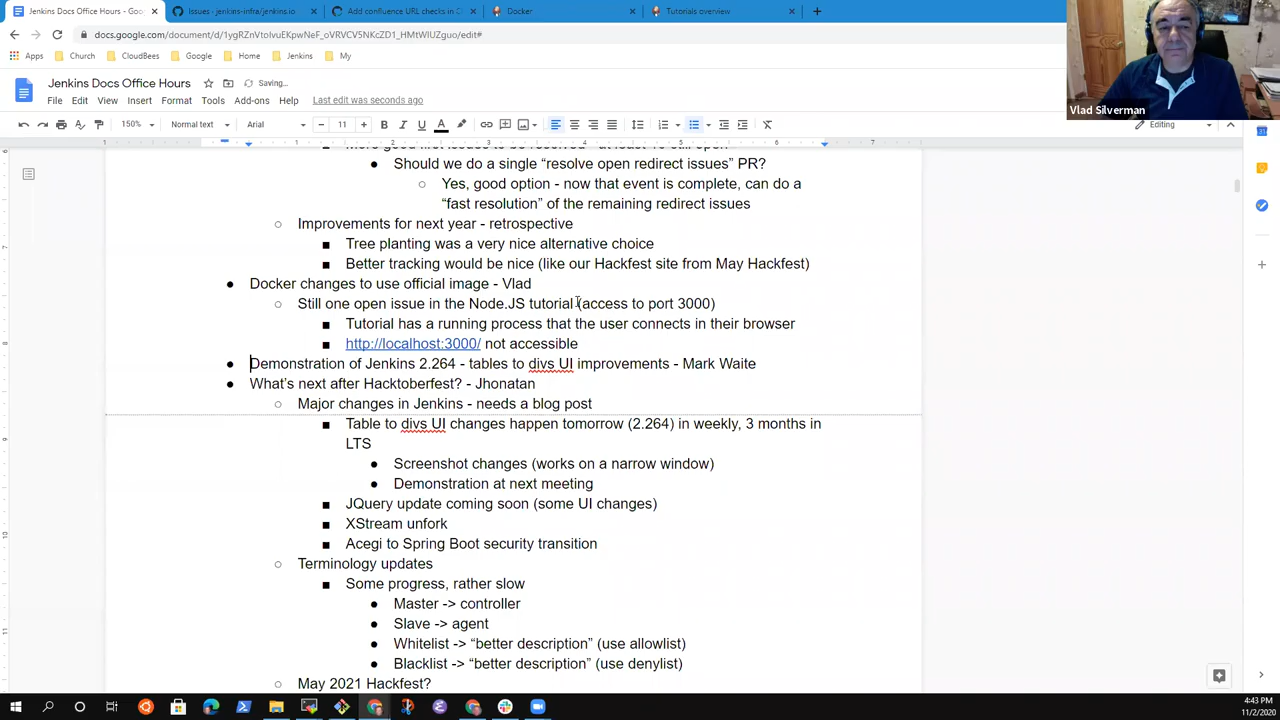 Jenkins Docs Office Hours - Goo
Issues · jenkins-infra/jenkins.io
Add confluence URL checks in
Docker
Tutorials overview
docs.google.com/document/d/1ygRZnVtoIvuEKpwNeF_oVRVCV5NKcZD1_HMtWIUZguo/edit#
Apps
Church
CloudBees
Google
Home
Jenkins
My
Jenkins Docs Office Hours
Saving...
File Edit View Insert Format Tools Add-ons Help Last edit was seconds ago
150% Normal text Arial 11
Editing
Vlad Silverman
Should we do a single “resolve open redirect issues” PR?
Yes, good option - now that event is complete, can do a
“fast resolution” of the remaining redirect issues
Improvements for next year - retrospective
Tree planting was a very nice alternative choice
Better tracking would be nice (like our Hackfest site from May Hackfest)
Docker changes to use official image - Vlad
Still one open issue in the Node.JS tutorial (access to port 3000)
Tutorial has a running process that the user connects in their browser
http://localhost:3000/ not accessible
Demonstration of Jenkins 2.264 - tables to divs UI improvements - Mark Waite
What’s next after Hacktoberfest? - Jhonatan
Major changes in Jenkins - needs a blog post
Table to divs UI changes happen tomorrow (2.264) in weekly, 3 months in
LTS
Screenshot changes (works on a narrow window)
Demonstration at next meeting
JQuery update coming soon (some UI changes)
XStream unfork
Acegi to Spring Boot security transition
Terminology updates
Some progress, rather slow
Master -> controller
Slave -> agent
Whitelist -> “better description” (use allowlist)
Blacklist -> “better description” (use denylist)
May 2021 Hackfest?
4:43 PM
11/2/2020